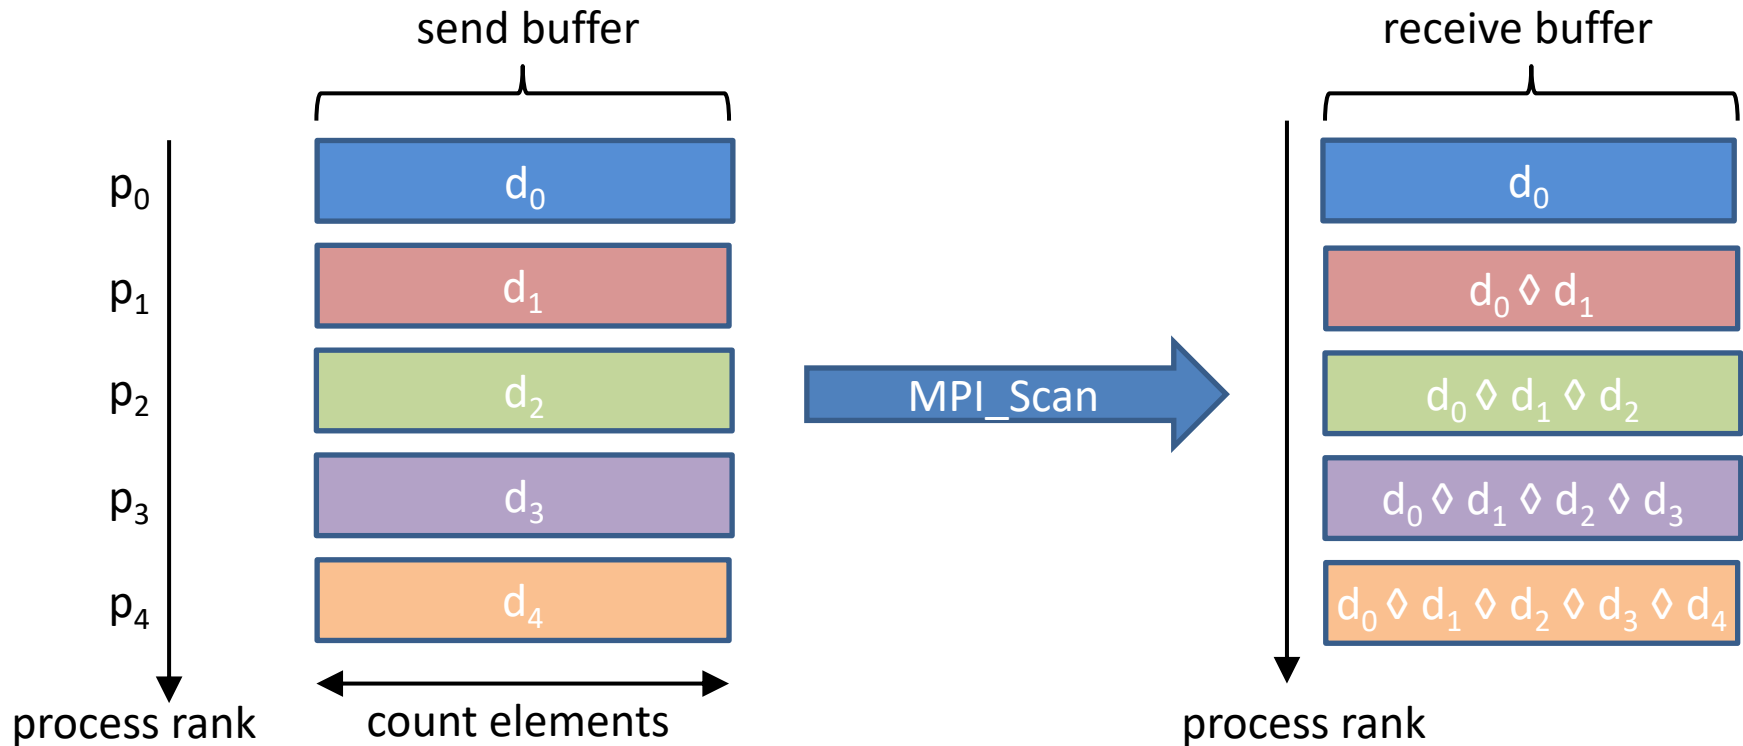 send buffer
receive buffer
p₀
d₀
d₀
p₁
d₁
d₀ ◊ d₁
p₂
d₂
MPI_Scan
d₀ ◊ d₁ ◊ d₂
p₃
d₃
d₀ ◊ d₁ ◊ d₂ ◊ d₃
p₄
d₄
d₀ ◊ d₁ ◊ d₂ ◊ d₃ ◊ d₄
process rank
count elements
process rank